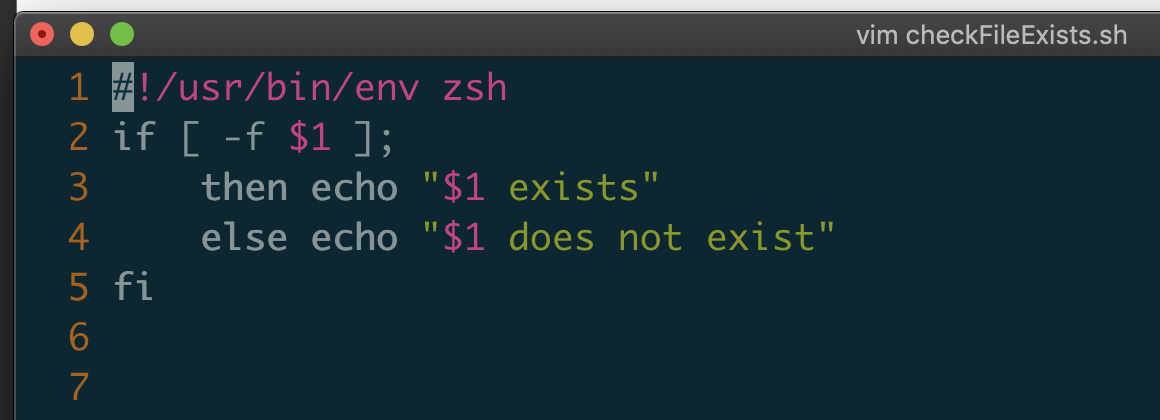 vim checkFileExists.sh
1 #!/usr/bin/env zsh
2 if [ -f $1 ];
3     then echo "$1 exists"
4     else echo "$1 does not exist"
5 fi
6
7